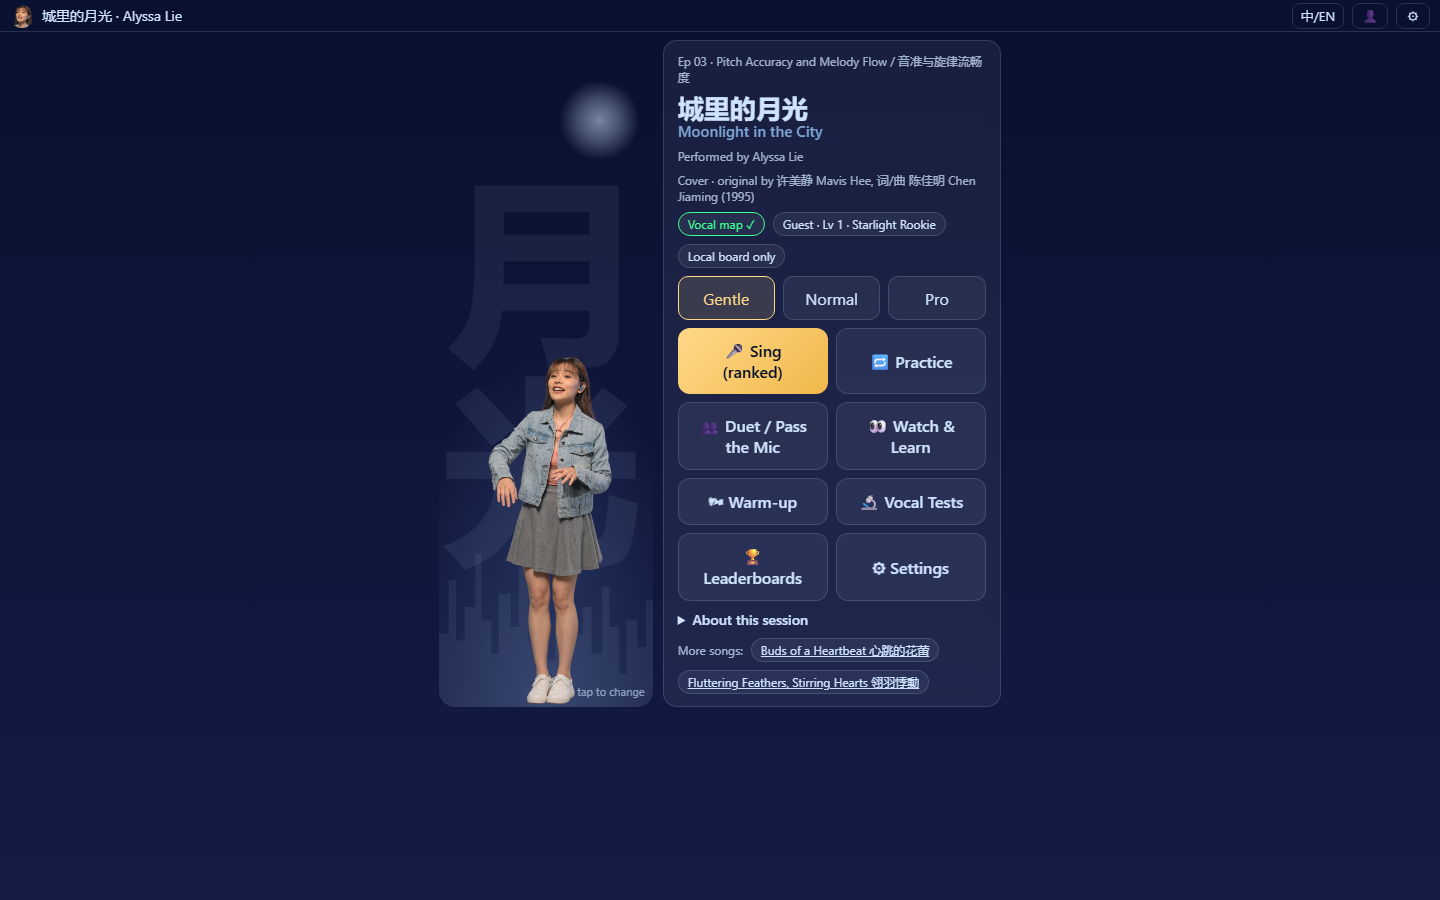 城里的月光 · Alyssa Lie
中/EN
Ep 03 · Pitch Accuracy and Melody Flow / 音准与旋律流畅
度
城里的月光
Moonlight in the City
Performed by Alyssa Lie
Cover · original by 许美静 Mavis Hee, 词/曲 陈佳明 Chen
Jiaming (1995)
Vocal map ✓
Guest · Lv 1 · Starlight Rookie
Local board only
Gentle
Normal
Pro
Sing
(ranked)
Practice
Duet / Pass
the Mic
Watch &
Learn
Warm-up
Vocal Tests
Leaderboards
Settings
About this session
More songs:
Buds of a Heartbeat 心跳的花苗
Fluttering Feathers, Stirring Hearts 翎羽悸動
月
光
tap to change